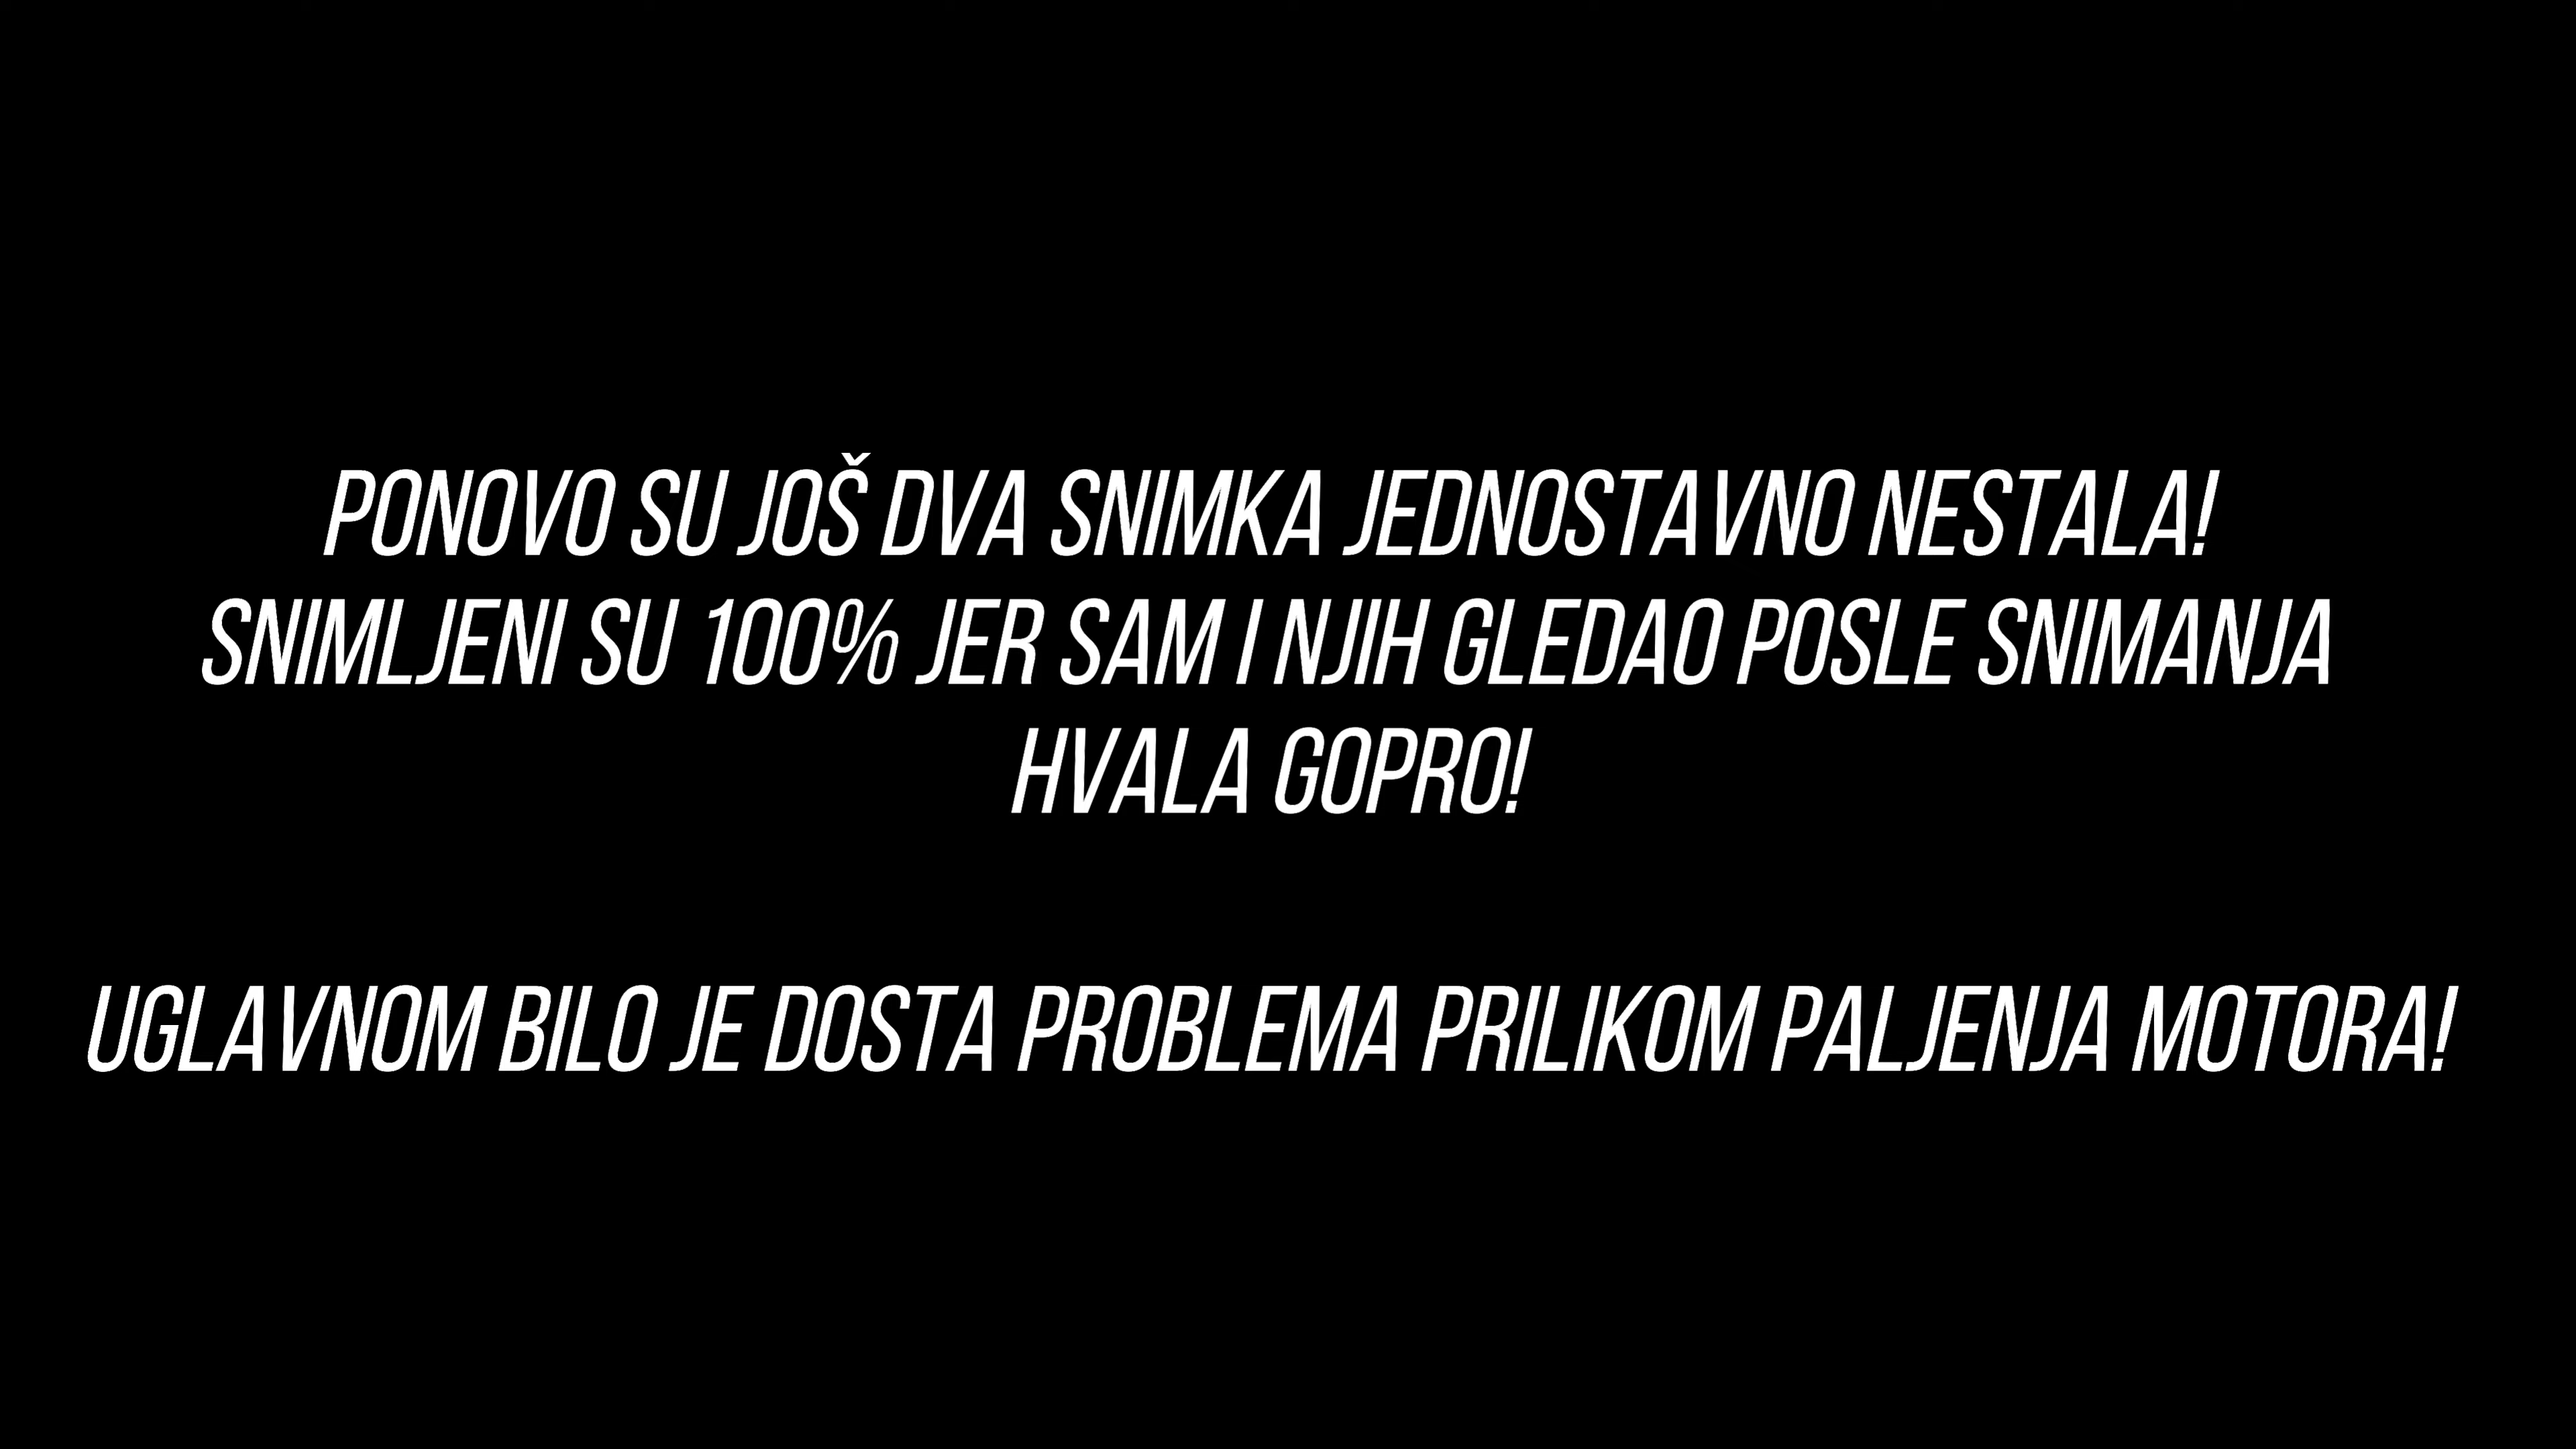 PONOVO SU JOŠ DVA SNIMKA JEDNOSTAVNO NESTALA!
SNIMLJENI SU 100% JER SAM I NJIH GLEDAO POSLE SNIMANJA
HVALA GOPRO!
UGLAVNOM BILO JE DOSTA PROBLEMA PRILIKOM PALJENJA MOTORA!